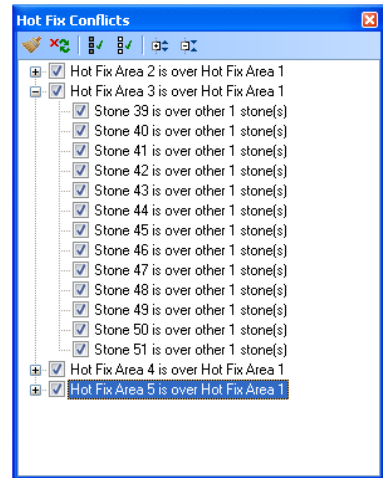 Hot Fix Conflicts
Hot Fix Area 2 is over Hot Fix Area 1
Hot Fix Area 3 is over Hot Fix Area 1
Stone 39 is over other 1 stone(s)
Stone 40 is over other 1 stone(s)
Stone 41 is over other 1 stone(s)
Stone 42 is over other 1 stone(s)
Stone 43 is over other 1 stone(s)
Stone 44 is over other 1 stone(s)
Stone 45 is over other 1 stone(s)
Stone 46 is over other 1 stone(s)
Stone 47 is over other 1 stone(s)
Stone 48 is over other 1 stone(s)
Stone 49 is over other 1 stone(s)
Stone 50 is over other 1 stone(s)
Stone 51 is over other 1 stone(s)
Hot Fix Area 4 is over Hot Fix Area 1
Hot Fix Area 5 is over Hot Fix Area 1